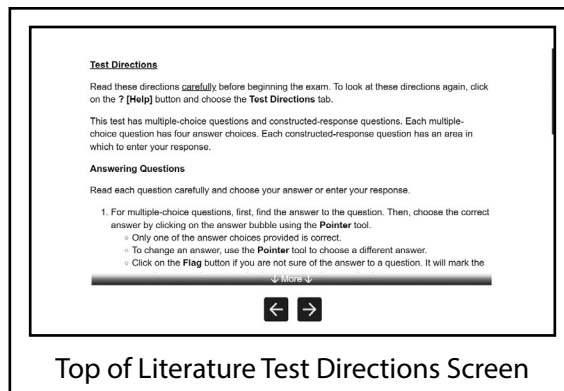 Test Directions
Read these directions carefully before beginning the exam. To look at these directions again, click
on the ? [Help] button and choose the Test Directions tab.
This test has multiple-choice questions and constructed-response questions. Each multiple-
choice question has four answer choices. Each constructed-response question has an area in
which to enter your response.
Answering Questions
Read each question carefully and choose your answer or enter your response.
1. For multiple-choice questions, first, find the answer to the question. Then, choose the correct
answer by clicking on the answer bubble using the Pointer tool.
○ Only one of the answer choices provided is correct.
○ To change an answer, use the Pointer tool to choose a different answer.
○ Click on the Flag button if you are not sure of the answer to a question. It will mark the
↓ More ↓
Top of Literature Test Directions Screen